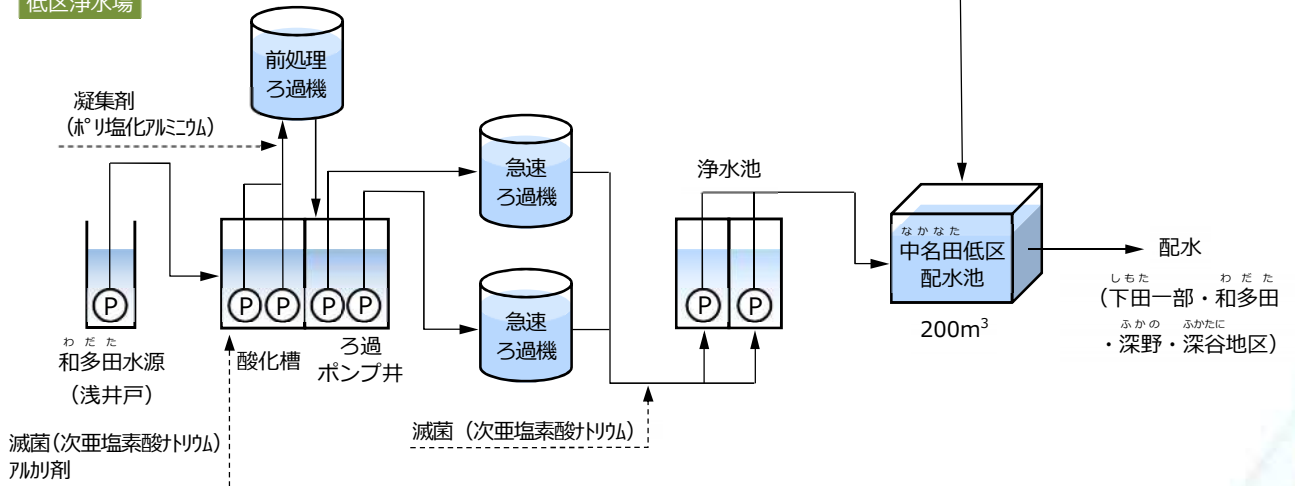 低区浄水場
前処理
ろ過機
凝集剤
(ﾎﾟﾘ塩化ｱﾙﾐﾆｳﾑ)
急速
ろ過機
浄水池
なかなた
中名田低区
配水池
200m³
配水
しもた わだた
(下田一部・和多田
ふかの ふかたに
・深野・深谷地区)
P
P
P
P
P
P
P
わだた
和多田水源
(浅井戸)
酸化槽
ろ過
ポンプ井
急速
ろ過機
滅菌(次亜塩素酸ﾅﾄﾘｳﾑ)
ｱﾙｶﾘ剤
滅菌 (次亜塩素酸ﾅﾄﾘｳﾑ)